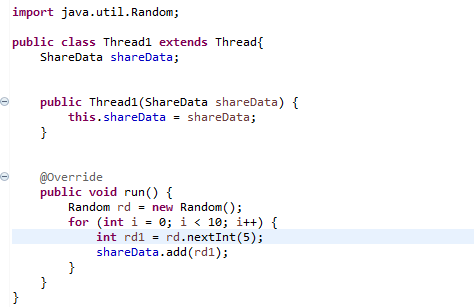 import java.util.Random;
public class Thread1 extends Thread{
ShareData shareData;
public Thread1(ShareData shareData) {
this.shareData = shareData;
}
@Override
public void run() {
Random rd = new Random();
for (int i = 0; i < 10; i++) {
int rd1 = rd.nextInt(5);
shareData.add(rd1);
}
}
}